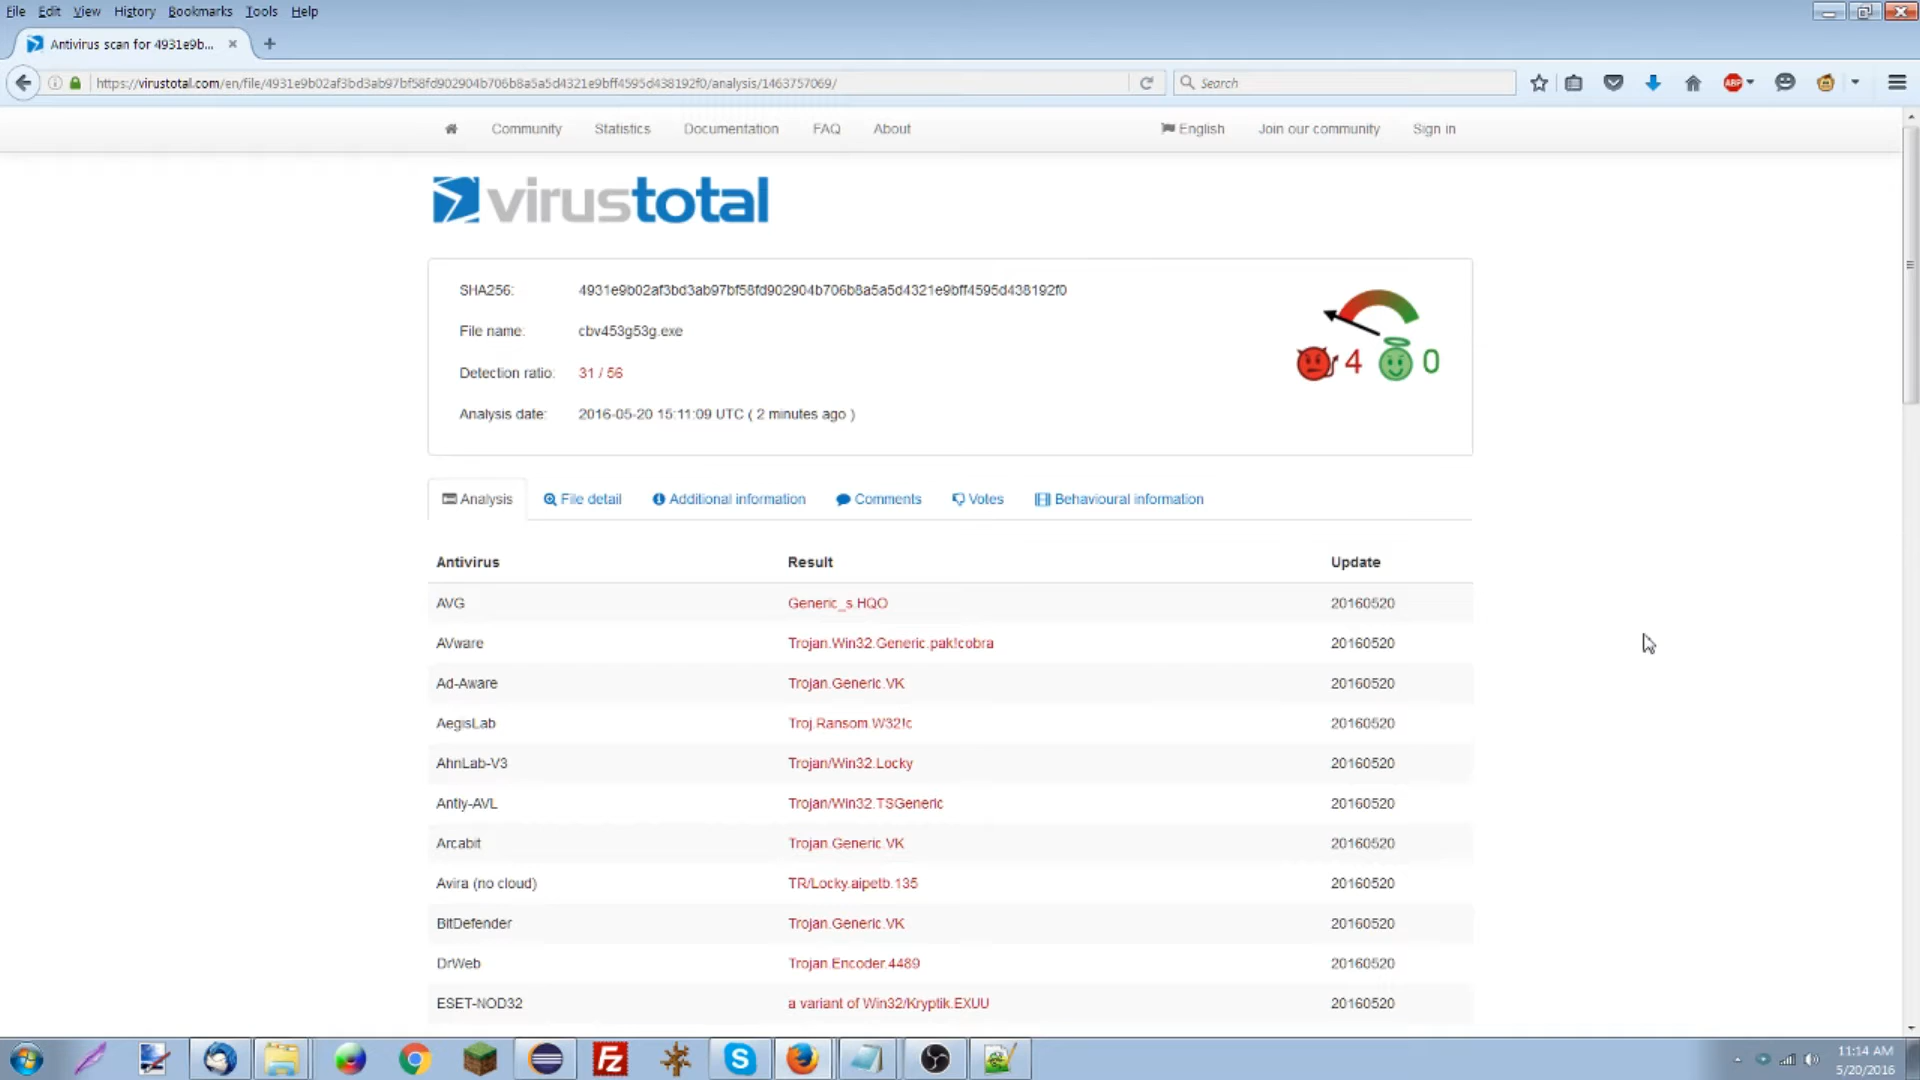 File Edit View History Bookmarks Tools Help
Antivirus scan for 4931e9b...
https://virustotal.com/en/file/4931e9b02af3bd3ab97bf58fd902904b706b8a5a5d4321e9bff4595d438192f0/analysis/1463757069/
Search
ABP
Community Statistics Documentation FAQ About English Join our community Sign in
virustotal
SHA256: 4931e9b02af3bd3ab97bf58fd902904b706b8a5a5d4321e9bff4595d438192f0
File name: cbv453g53g.exe
Detection ratio: 31 / 56
4 0
Analysis date: 2016-05-20 15:11:09 UTC ( 2 minutes ago )
Analysis File detail Additional information Comments Votes Behavioural information
Antivirus Result Update
AVG Generic_s.HQO 20160520
AVware Trojan.Win32.Generic.pak!cobra 20160520
Ad-Aware Trojan.Generic.VK 20160520
AegisLab Troj.Ransom.W32!c 20160520
AhnLab-V3 Trojan/Win32.Locky 20160520
Antiy-AVL Trojan/Win32.TSGeneric 20160520
Arcabit Trojan.Generic.VK 20160520
Avira (no cloud) TR/Locky.aipetb.135 20160520
BitDefender Trojan.Generic.VK 20160520
DrWeb Trojan.Encoder.4489 20160520
ESET-NOD32 a variant of Win32/Kryptik.EXUU 20160520
Fz
S
11:14 AM
5/20/2016